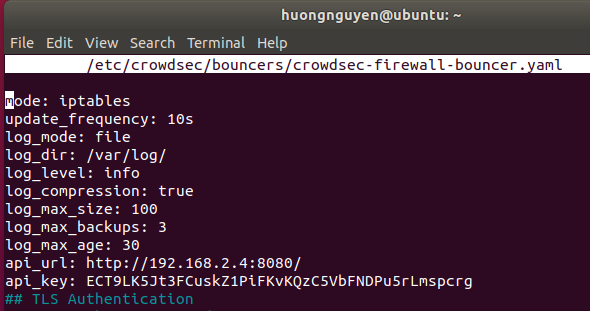 huongnguyen@ubuntu: ~
File Edit View Search Terminal Help
/etc/crowdsec/bouncers/crowdsec-firewall-bouncer.yaml
mode: iptables
update_frequency: 10s
log_mode: file
log_dir: /var/log/
log_level: info
log_compression: true
log_max_size: 100
log_max_backups: 3
log_max_age: 30
api_url: http://192.168.2.4:8080/
api_key: ECT9LK5Jt3FCuskZ1PiFKvKQzC5VbFNDPu5rLmspcrg
## TLS Authentication